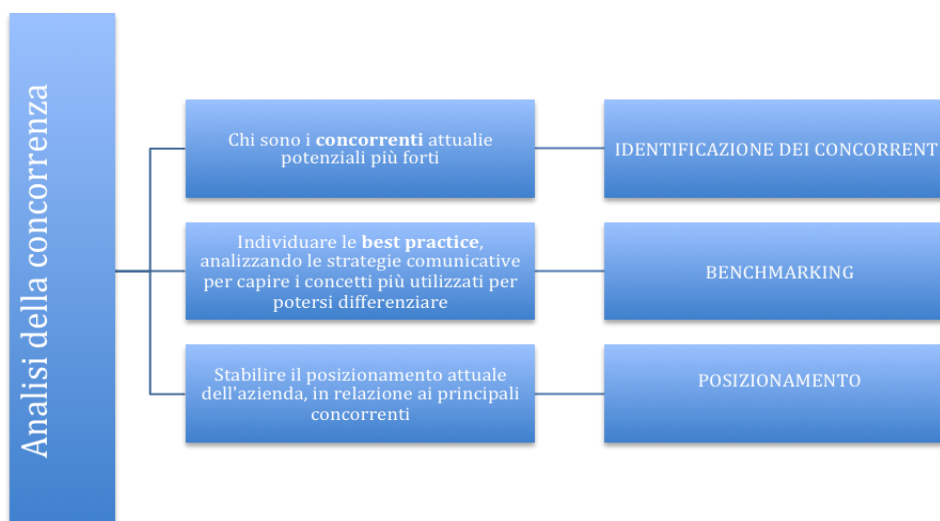 Analisi della concorrenza
Chi sono i concorrenti attualie
potenziali più forti
IDENTIFICAZIONE DEI CONCORRENT
Individuare le best practice,
analizzando le strategie comunicative
per capire i concetti più utilizzati per
potersi differenziare
BENCHMARKING
Stabilire il posizionamento attuale
dell'azienda, in relazione ai principali
concorrenti
POSIZIONAMENTO